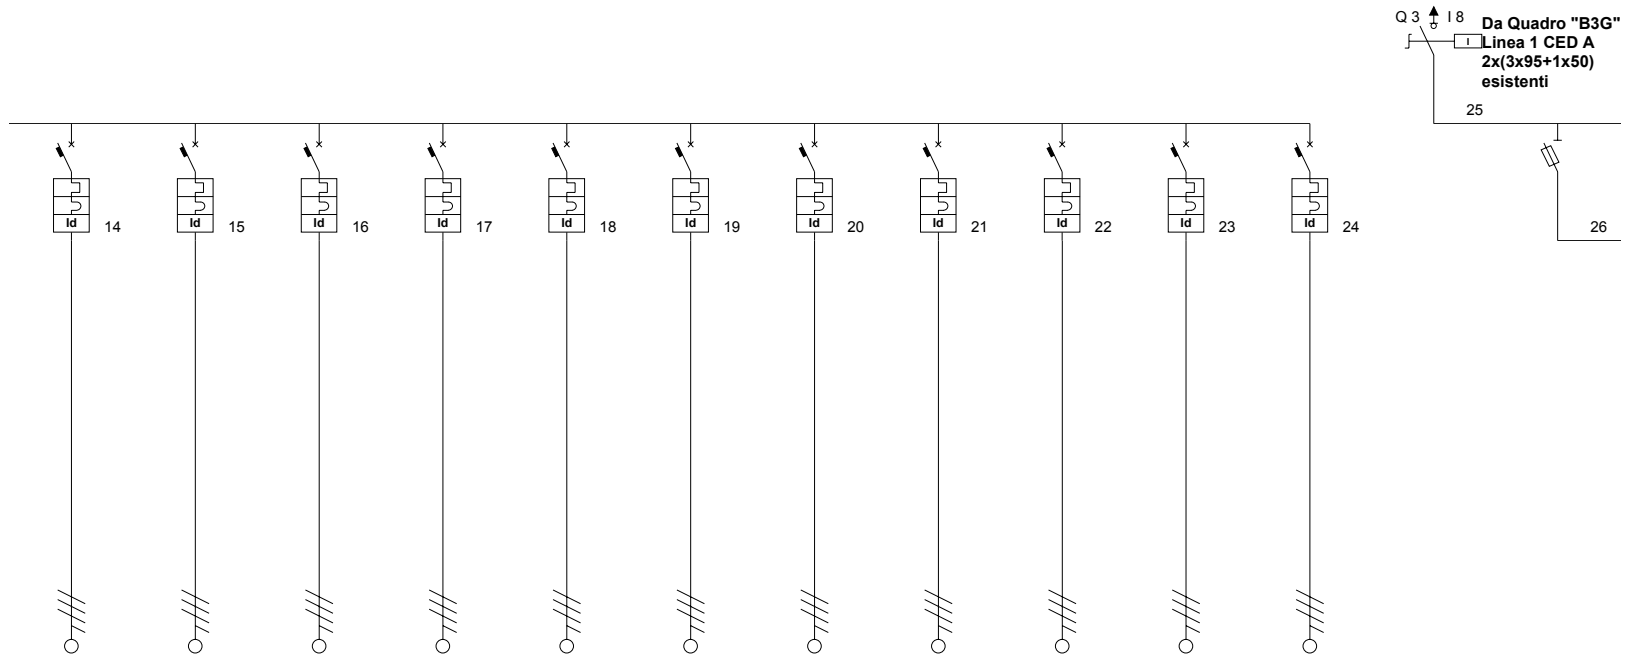 Q 3 I 8
Da Quadro "B3G"
I
Linea 1 CED A
2x(3x95+1x50)
esistenti
25
Id 14 Id 15 Id 16 Id 17 Id 18 Id 19 Id 20 Id 21 Id 22 Id 23 Id 24
26